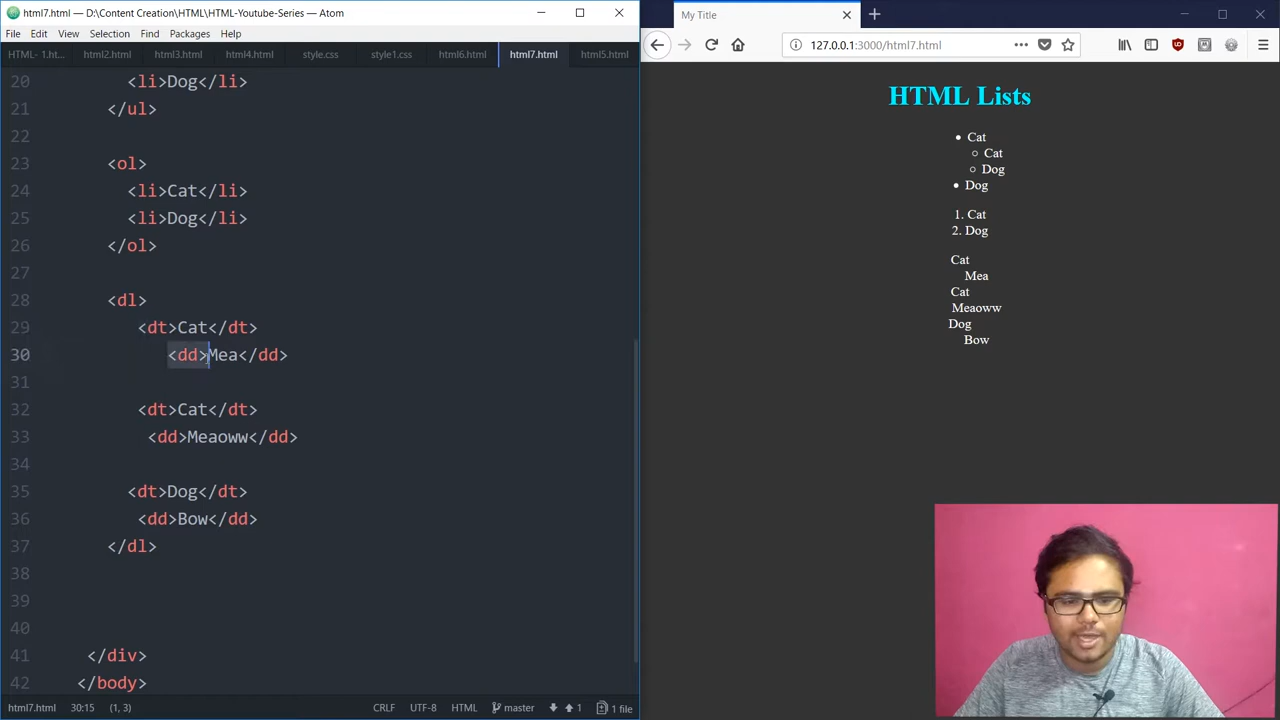 html7.html — D:\Content Creation\HTML\HTML-Youtube-Series — Atom
File Edit View Selection Find Packages Help
HTML- 1.ht... html2.html html3.html html4.html style.css style1.css html6.html html7.html html5.html
20 <li>Dog</li>
21 </ul>
22
23 <ol>
24 <li>Cat</li>
25 <li>Dog</li>
26 </ol>
27
28 <dl>
29 <dt>Cat</dt>
30 <dd>Mea</dd>
31
32 <dt>Cat</dt>
33 <dd>Meaoww</dd>
34
35 <dt>Dog</dt>
36 <dd>Bow</dd>
37 </dl>
38
39
40
41 </div>
42 </body>
html7.html 30:15 (1, 3) CRLF UTF-8 HTML master 1 1 file
My Title
127.0.0.1:3000/html7.html
HTML Lists
• Cat
○ Cat
○ Dog
• Dog
1. Cat
2. Dog
Cat
Mea
Cat
Meaoww
Dog
Bow